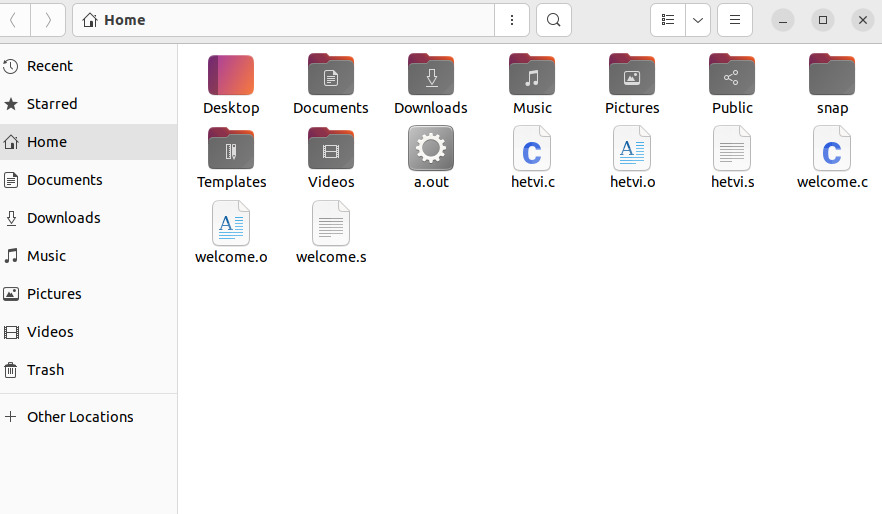 Home
Recent
Starred
Home
Documents
Downloads
Music
Pictures
Videos
Trash
Other Locations
Desktop Documents Downloads Music Pictures Public snap
Templates Videos a.out hetvi.c hetvi.o hetvi.s welcome.c
welcome.o welcome.s